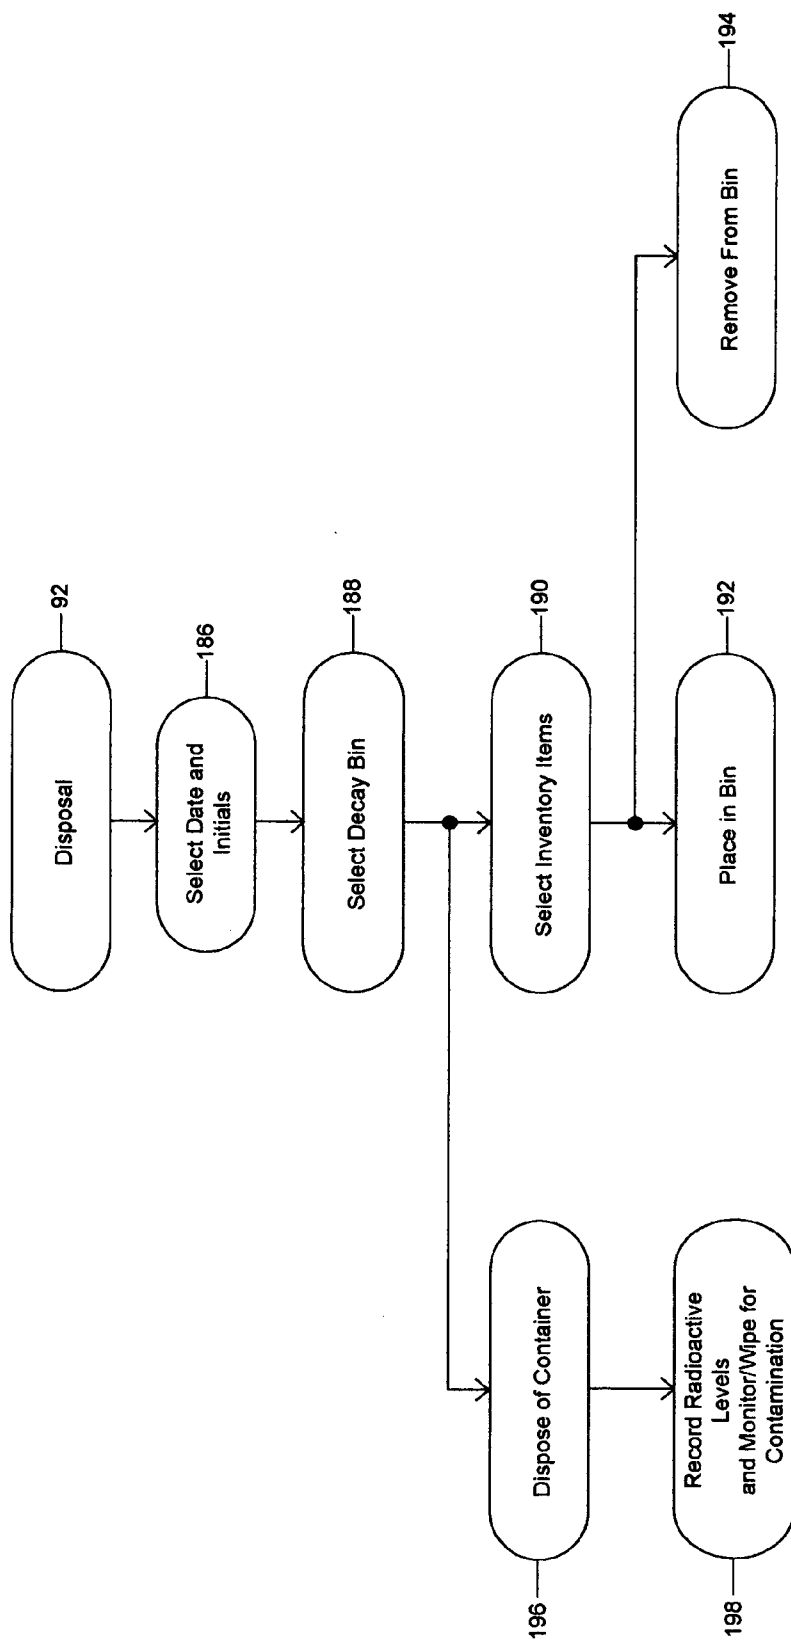 Disposal
92
Select Date and
Initials
186
Select Decay Bin
188
Select Inventory Items
190
Place in Bin
192
Remove From Bin
194
Dispose of Container
196
Record Radioactive
Levels
and Monitor/Wipe for
Contamination
198